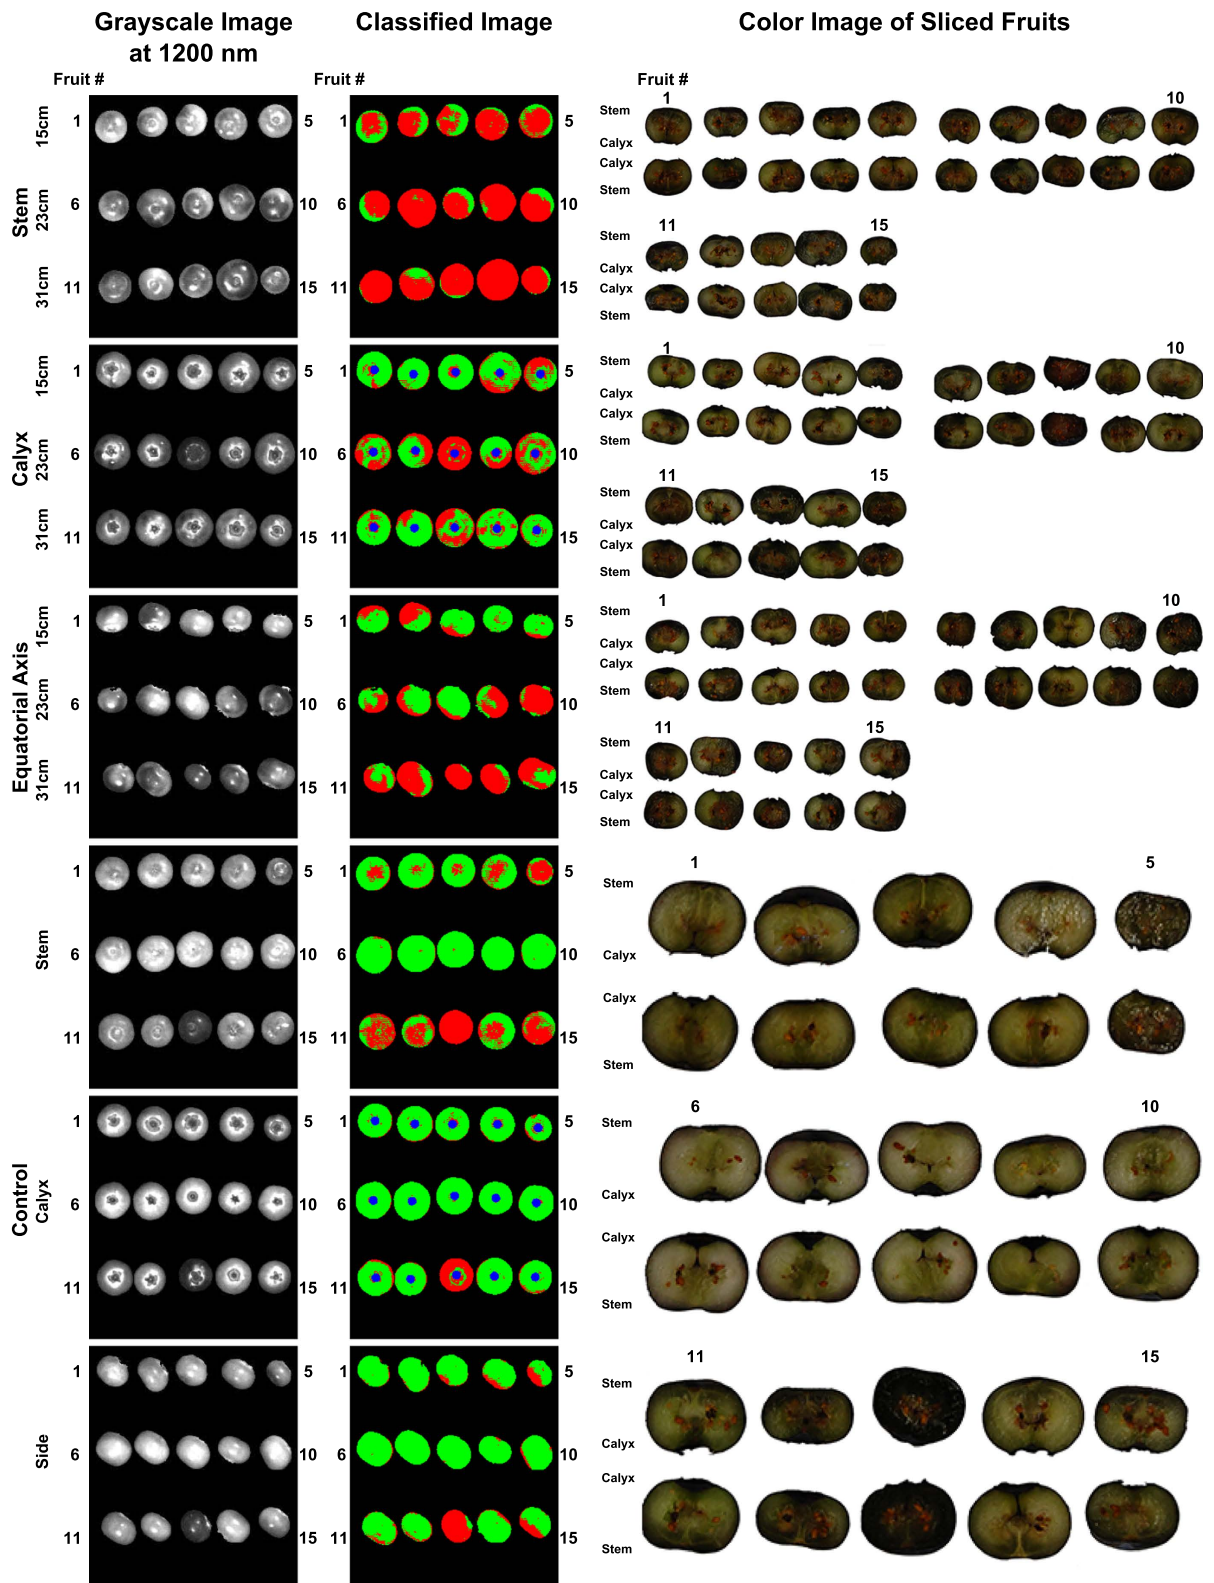 Grayscale Image
at 1200 nm
Classified Image
Color Image of Sliced Fruits
Fruit #
Fruit #
Fruit #
Stem
15cm
1 5
1 5
23cm
6 10
6 10
31cm
11 15
11 15
1 10
Stem
Calyx
Calyx
Stem
11 15
Stem
Calyx
Calyx
Stem
Calyx
15cm
1 5
1 5
23cm
6 10
6 10
31cm
11 15
11 15
1 10
Stem
Calyx
Calyx
Stem
11 15
Stem
Calyx
Calyx
Stem
Equatorial Axis
15cm
1 5
1 5
23cm
6 10
6 10
31cm
11 15
11 15
1 10
Stem
Calyx
Calyx
Stem
11 15
Stem
Calyx
Calyx
Stem
Control
Stem
1 5
1 5
6 10
6 10
11 15
11 15
1 5
Stem
Calyx
Calyx
Stem
Calyx
1 5
1 5
6 10
6 10
11 15
11 15
6 10
Stem
Calyx
Calyx
Stem
Side
1 5
1 5
6 10
6 10
11 15
11 15
11 15
Stem
Calyx
Calyx
Stem